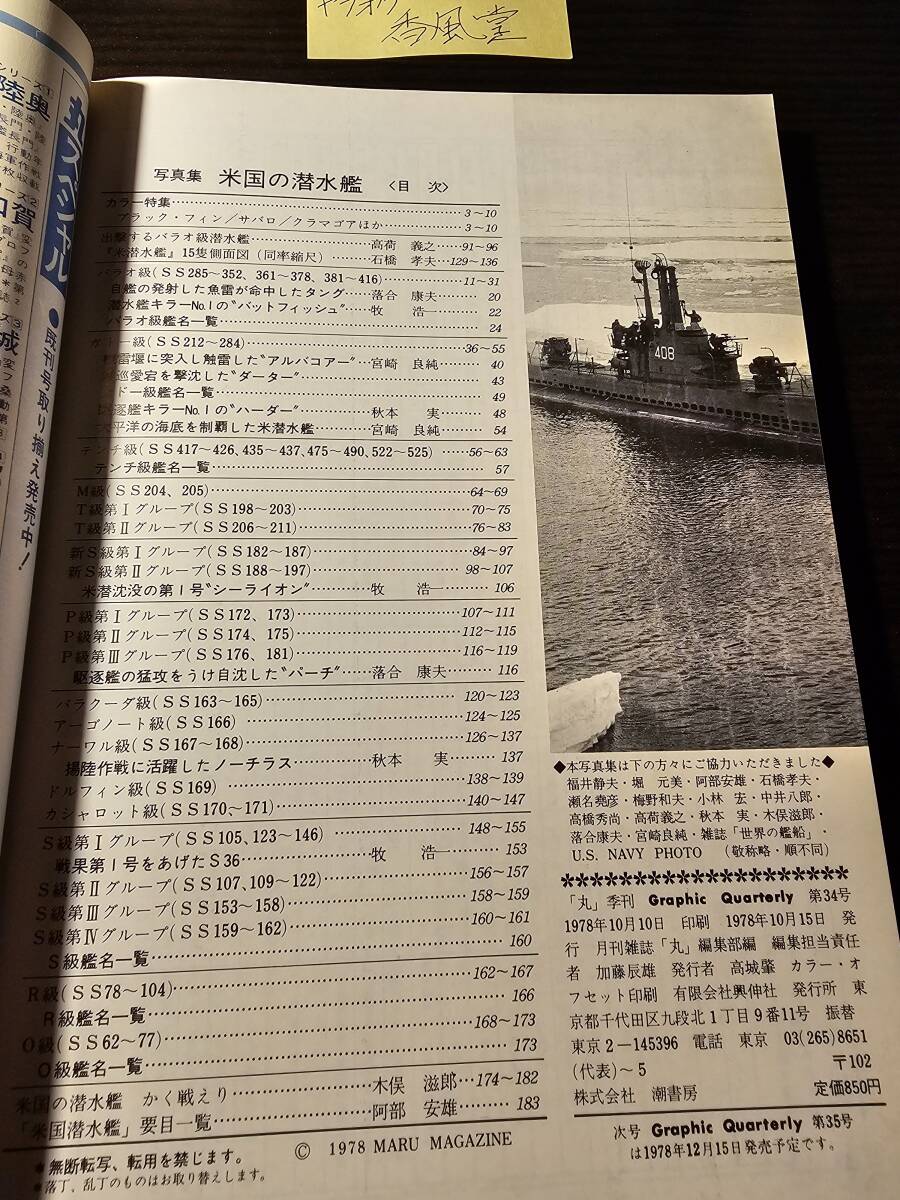 ヤフオク
香風堂
シリーズ①
陸奥
丸スペシャル
●既刊号取り揃え発売中！
写真集 米国の潜水艦 〈目 次〉
カラー特集……3〜10
ブラック・フィン／サバロ／クラマゴアほか……3〜10
出撃するバラオ級潜水艦……高荷 義之…91〜96
『米潜水艦』15隻側面図（同率縮尺）……石橋 孝夫…129〜136
バラオ級(SS285〜352、361〜378、381〜416)……11〜31
自艦の発射した魚雷が命中したタング……落合 康夫……20
潜水艦キラーNo.1の“バットフィッシュ”……牧 浩一……22
バラオ級艦名一覧……24
ガトー級(SS212〜284)……36〜55
雷堰に突入し触雷した“アルバコアー”……宮崎 良純……40
巡愛宕を撃沈した“ダーター”……43
ドー級艦名一覧……49
逐艦キラーNo.1の“ハーダー”……秋本 実……48
平洋の海底を制覇した米潜水艦……宮崎 良純……54
テンチ級(SS417〜426、435〜437、475〜490、522〜525)……56〜63
テンチ級艦名一覧……57
M級(SS204、205)……64〜69
T級第Ⅰグループ(SS198〜203)……70〜75
T級第Ⅱグループ(SS206〜211)……76〜83
新S級第Ⅰグループ(SS182〜187)……84〜97
新S級第Ⅱグループ(SS188〜197)……98〜107
米潜沈没の第1号“シーライオン”……牧 浩一……106
P級第Ⅰグループ(SS172、173)……107〜111
P級第Ⅱグループ(SS174、175)……112〜115
P級第Ⅲグループ(SS176、181)……116〜119
駆逐艦の猛攻をうけ自沈した“パーチ”……落合 康夫……116
バラクーダ級(SS163〜165)……120〜123
アーゴノート級(SS166)……124〜125
ナーワル級(SS167〜168)……126〜137
揚陸作戦に活躍したノーチラス……秋本 実……137
ドルフィン級(SS169)……138〜139
カシャロット級(SS170〜171)……140〜147
S級第Ⅰグループ(SS105、123〜146)……148〜155
戦果第1号をあげたS36……牧 浩一……153
S級第Ⅱグループ(SS107、109〜122)……156〜157
S級第Ⅲグループ(SS153〜158)……158〜159
S級第Ⅳグループ(SS159〜162)……160〜161
S級艦名一覧……160
R級(SS78〜104)……162〜167
R級艦名一覧……166
O級(SS62〜77)……168〜173
O級艦名一覧……173
米国の潜水艦 かく戦えり……木俣 滋郎…174〜182
「米国潜水艦」要目一覧……阿部 安雄……183
© 1978 MARU MAGAZINE
●無断転写、転用を禁じます。
●落丁、乱丁のものはお取り替えします。
408
◆本写真集は下の方々にご協力いただきました◆
福井静夫・堀 元美・阿部安雄・石橋孝夫・
瀬名堯彦・梅野和夫・小林 宏・中井八郎・
高橋秀尚・高荷義之・秋本 実・木俣滋郎・
落合康夫・宮崎良純・雑誌「世界の艦船」・
U.S. NAVY PHOTO （敬称略・順不同）
********************
「丸」季刊 Graphic Quarterly 第34号
1978年10月10日 印刷 1978年10月15日 発
行 月刊雑誌「丸」編集部編 編集担当責任
者 加藤辰雄 発行者 高城肇 カラー・オ
フセット印刷 有限会社興伸社 発行所 東
京都千代田区九段北1丁目9番11号 振替
東京2−145396 電話 東京 03(265)8651
(代表)〜5 〒102
株式会社 潮書房 定価850円
次号 Graphic Quarterly 第35号
は1978年12月15日発売予定です。